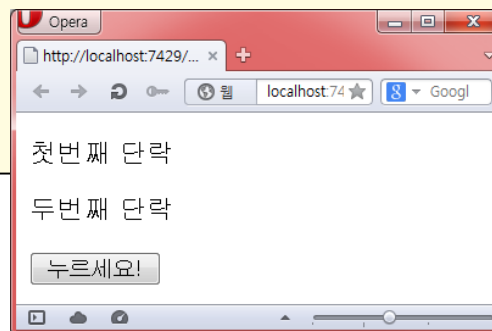 Opera
http://localhost:7429/...
웹 localhost:74 Googl
첫번째 단락
두번째 단락
누르세요!